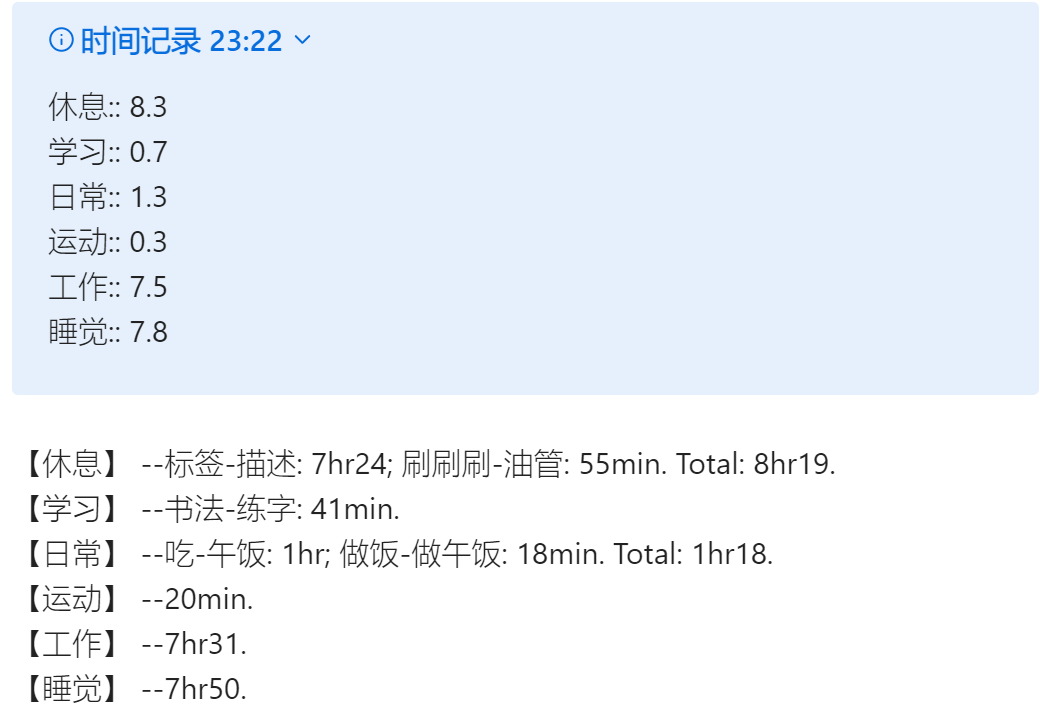 时间记录 23:22
休息:: 8.3
学习:: 0.7
日常:: 1.3
运动:: 0.3
工作:: 7.5
睡觉:: 7.8
【休息】 --标签-描述: 7hr24; 刷刷刷-油管: 55min. Total: 8hr19.
【学习】 --书法-练字: 41min.
【日常】 --吃-午饭: 1hr; 做饭-做午饭: 18min. Total: 1hr18.
【运动】 --20min.
【工作】 --7hr31.
【睡觉】 --7hr50.